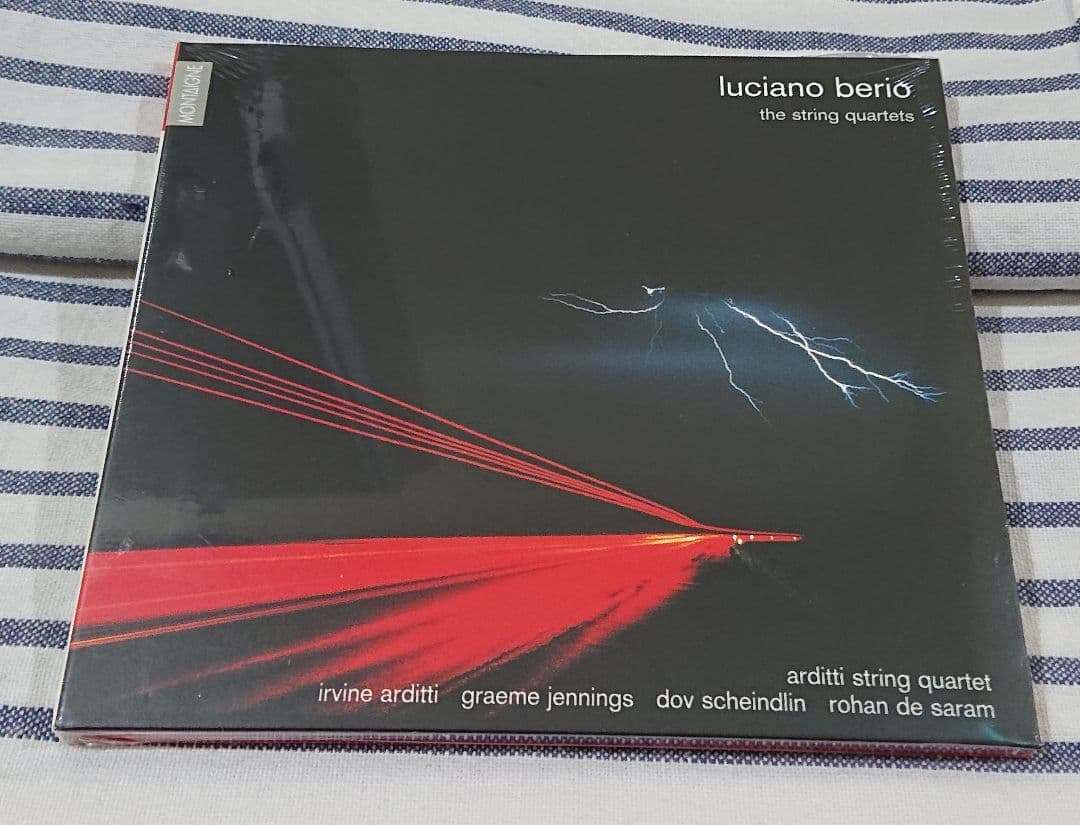 MONTAIGNE
luciano berio
the string quartets
arditti string quartet
irvine arditti graeme jennings dov scheindlin rohan de saram